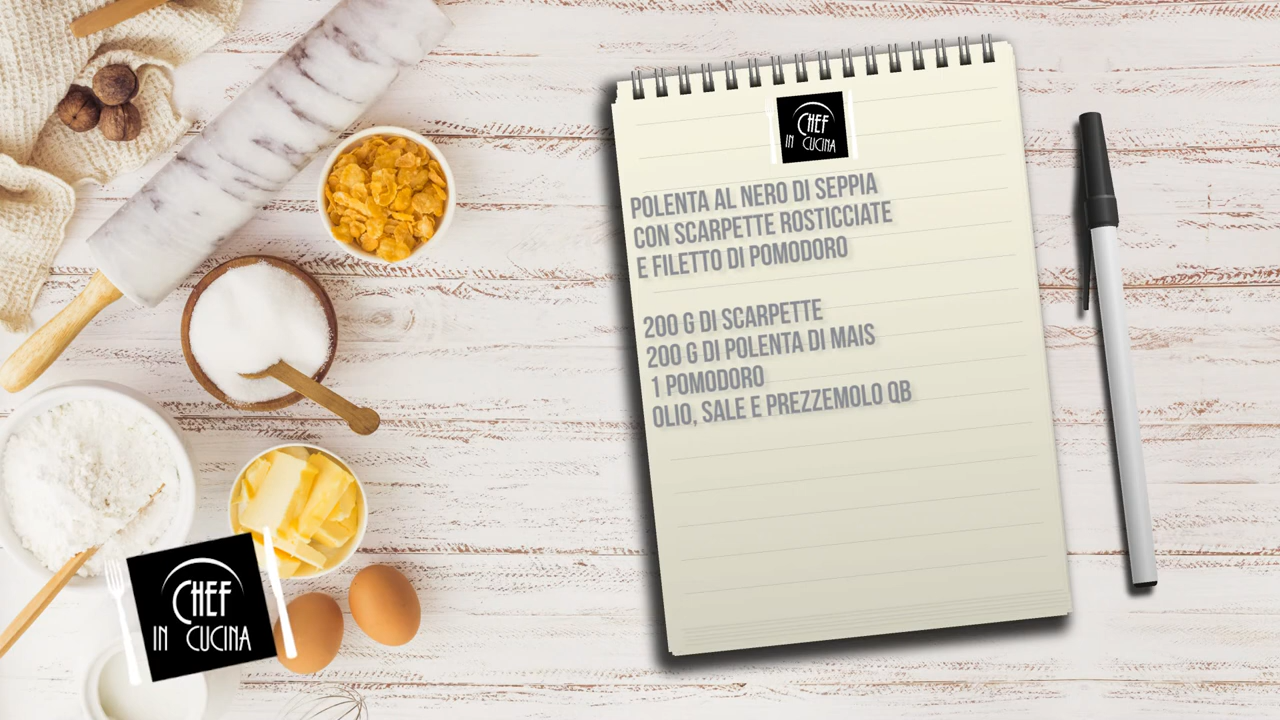 CHEF
IN CUCINA
POLENTA AL NERO DI SEPPIA
CON SCARPETTE ROSTICCIATE
E FILETTO DI POMODORO
200 G DI SCARPETTE
200 G DI POLENTA DI MAIS
1 POMODORO
OLIO, SALE E PREZZEMOLO QB
CHEF
IN CUCINA